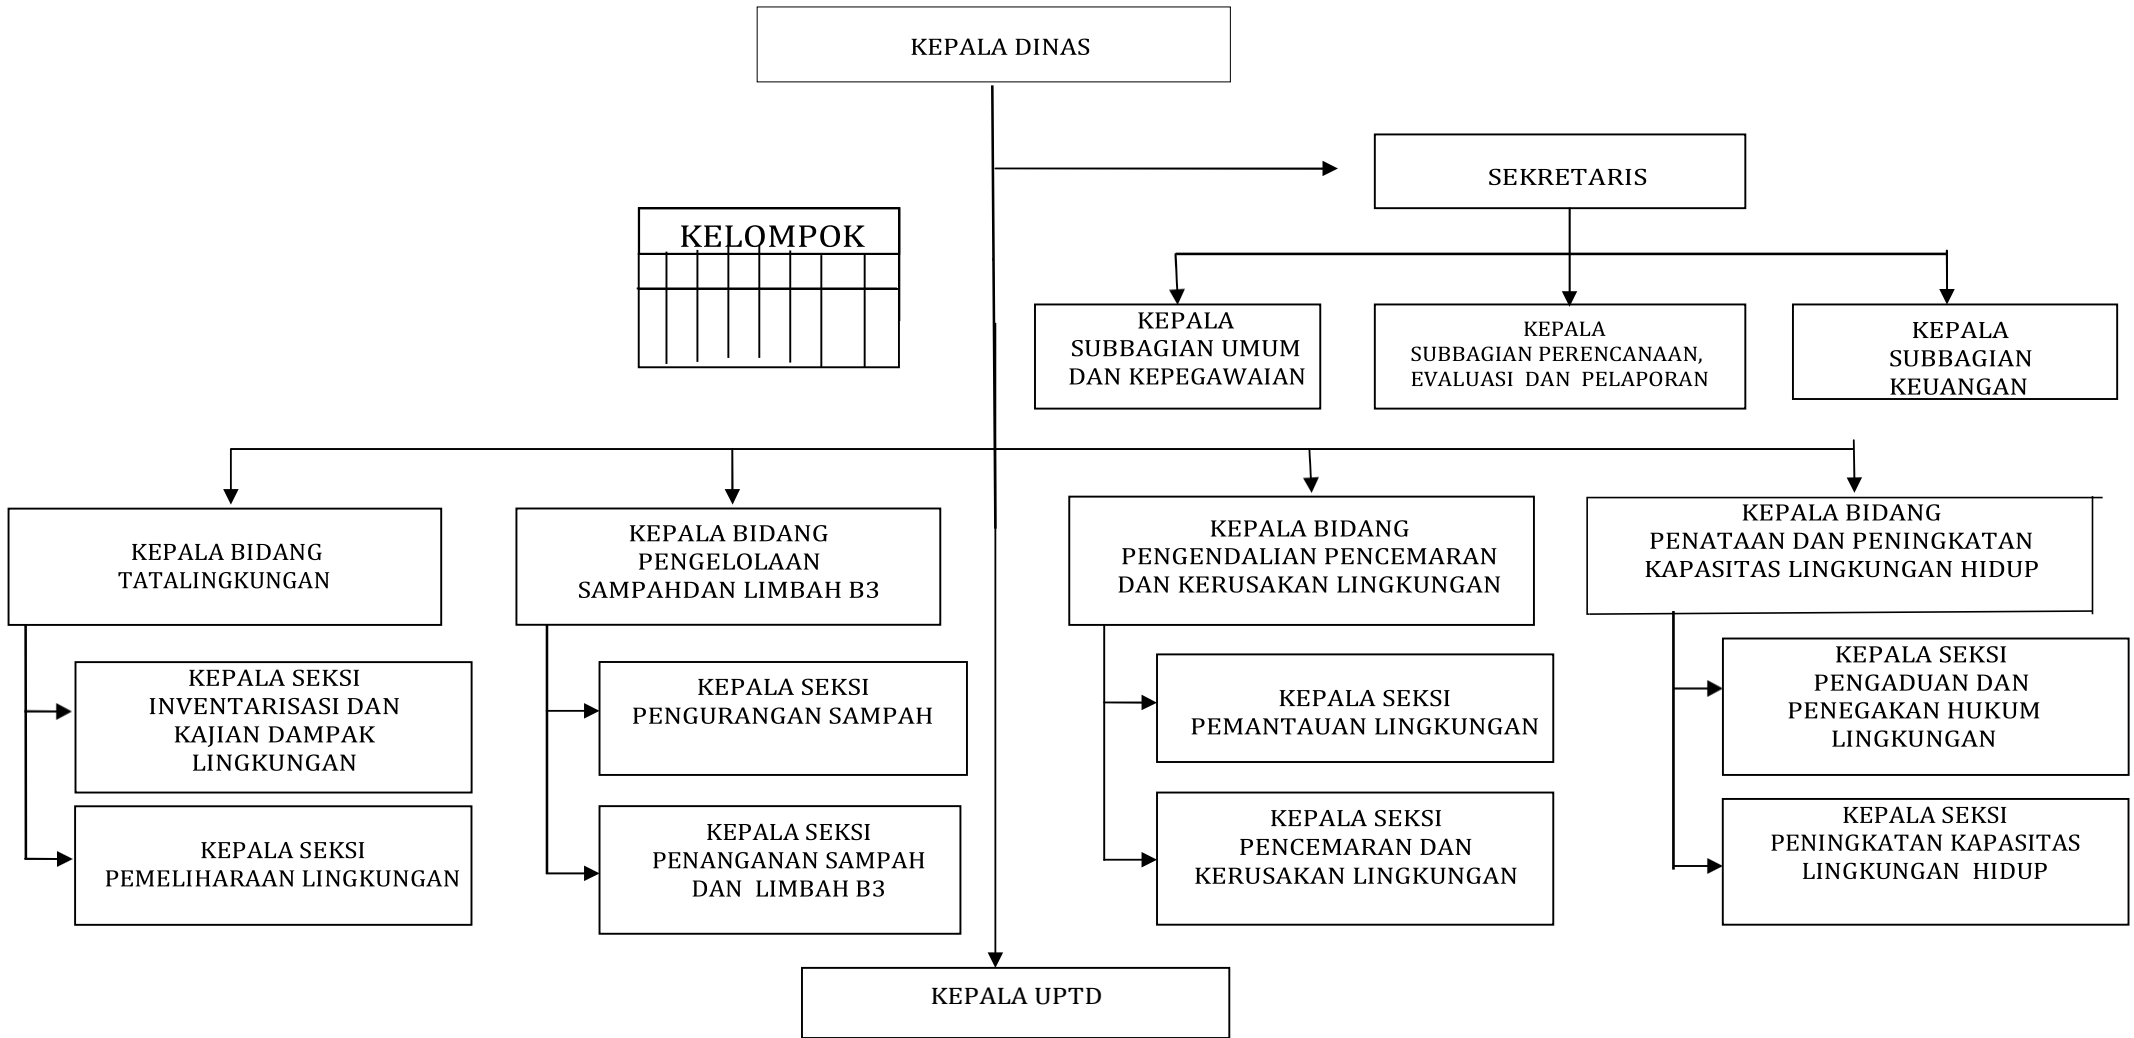 KEPALA DINAS
SEKRETARIS
KELOMPOK
KEPALA
SUBBAGIAN UMUM
DAN KEPEGAWAIAN
KEPALA
SUBBAGIAN PERENCANAAN,
EVALUASI DAN PELAPORAN
KEPALA
SUBBAGIAN
KEUANGAN
KEPALA BIDANG
TATALINGKUNGAN
KEPALA BIDANG
PENGELOLAAN
SAMPAHDAN LIMBAH B3
KEPALA BIDANG
PENGENDALIAN PENCEMARAN
DAN KERUSAKAN LINGKUNGAN
KEPALA BIDANG
PENATAAN DAN PENINGKATAN
KAPASITAS LINGKUNGAN HIDUP
KEPALA SEKSI
INVENTARISASI DAN
KAJIAN DAMPAK
LINGKUNGAN
KEPALA SEKSI
PENGURANGAN SAMPAH
KEPALA SEKSI
PEMANTAUAN LINGKUNGAN
KEPALA SEKSI
PENGADUAN DAN
PENEGAKAN HUKUM
LINGKUNGAN
KEPALA SEKSI
PEMELIHARAAN LINGKUNGAN
KEPALA SEKSI
PENANGANAN SAMPAH
DAN LIMBAH B3
KEPALA SEKSI
PENCEMARAN DAN
KERUSAKAN LINGKUNGAN
KEPALA SEKSI
PENINGKATAN KAPASITAS
LINGKUNGAN HIDUP
KEPALA UPTD